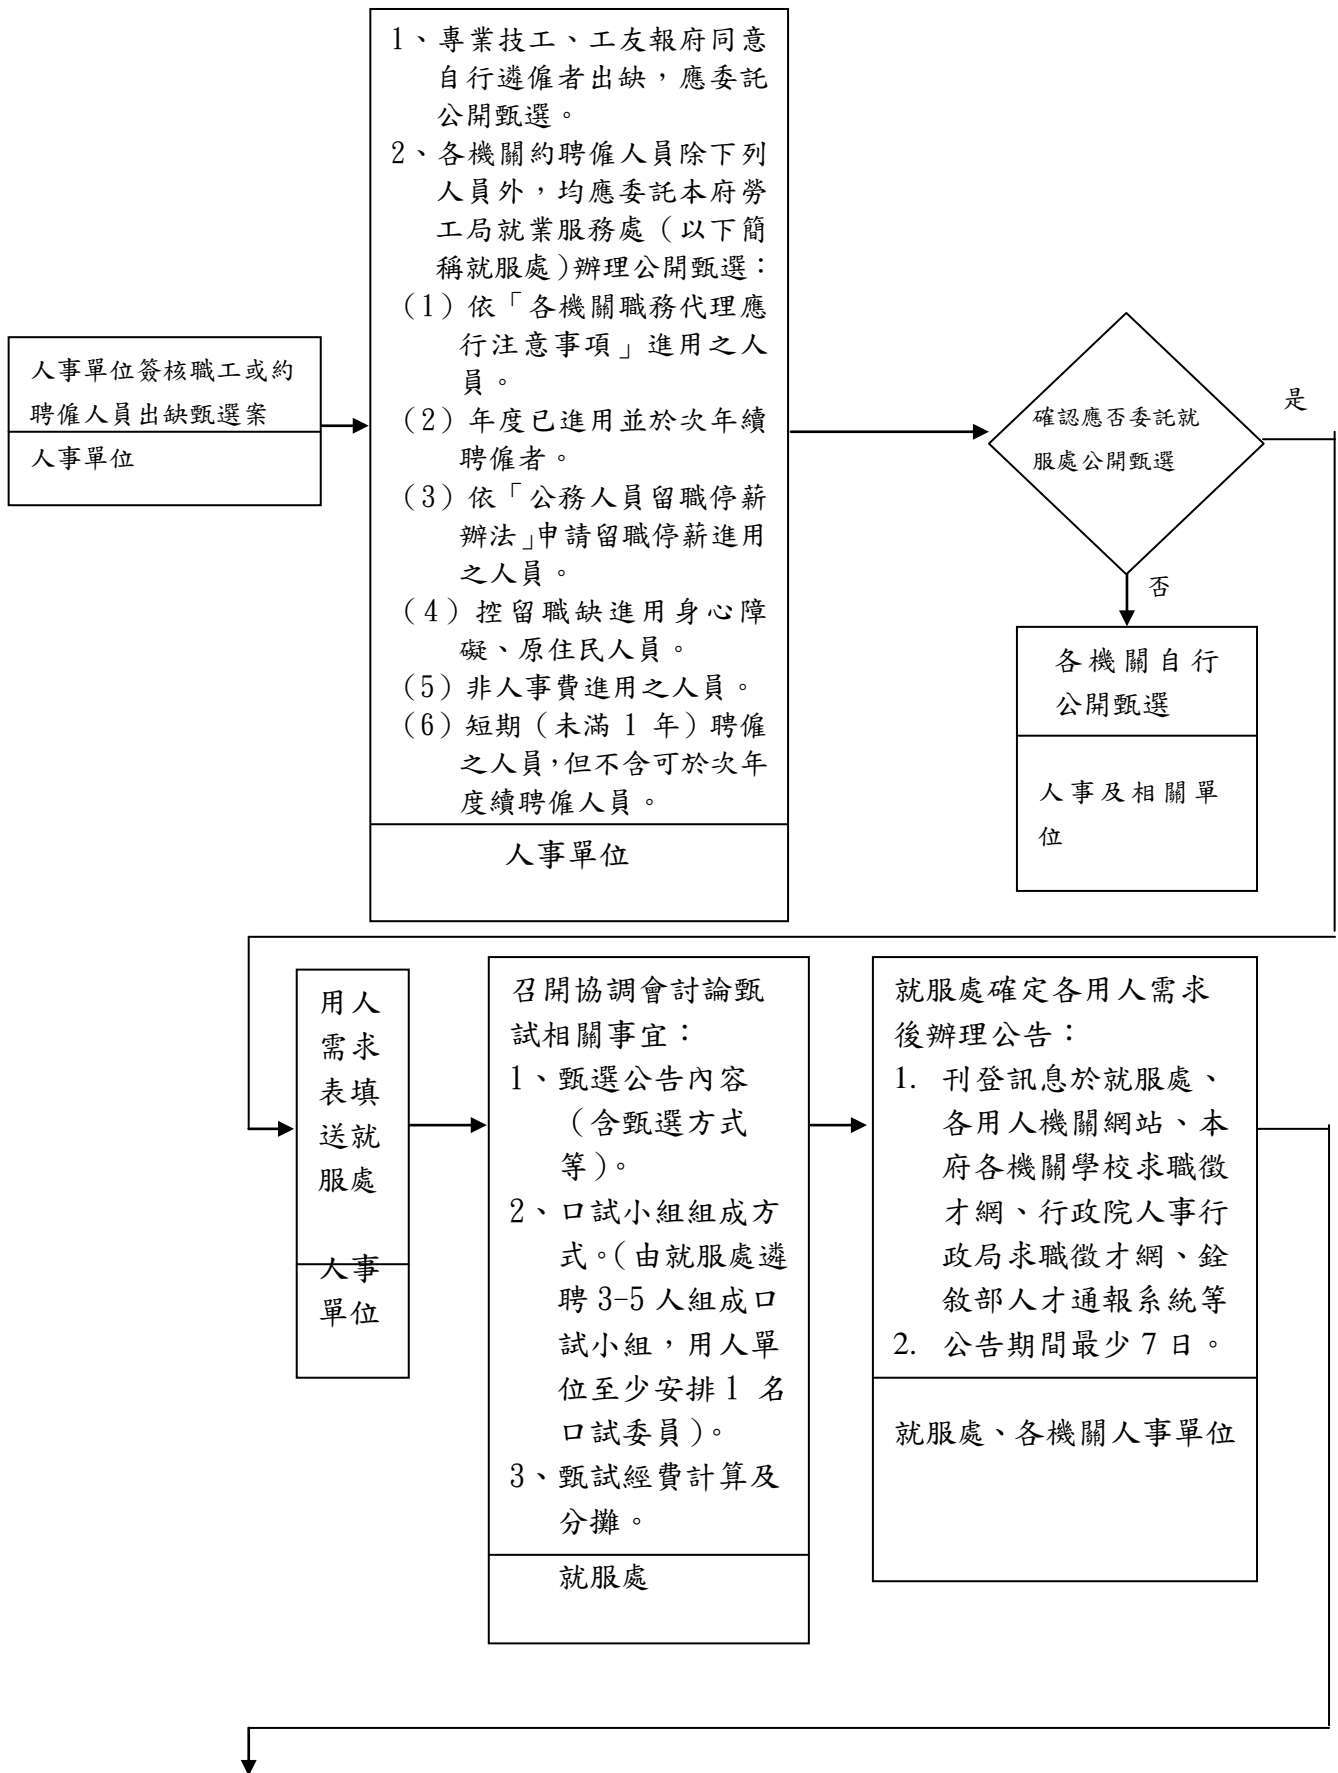 人事單位簽核職工或約
聘僱人員出缺甄選案
人事單位
1、專業技工、工友報府同意
自行遴僱者出缺，應委託
公開甄選。
2、各機關約聘僱人員除下列
人員外，均應委託本府勞
工局就業服務處（以下簡
稱就服處）辦理公開甄選：
（1）依「各機關職務代理應
行注意事項」進用之人
員。
（2）年度已進用並於次年續
聘僱者。
（3）依「公務人員留職停薪
辦法」申請留職停薪進用
之人員。
（4）控留職缺進用身心障
礙、原住民人員。
（5）非人事費進用之人員。
（6）短期（未滿 1 年）聘僱
之人員，但不含可於次年
度續聘僱人員。
人事單位
確認應否委託就
服處公開甄選
是
否
各機關自行
公開甄選
人事及相關單
位
用人
需求
表填
送就
服處
人事
單位
召開協調會討論甄
試相關事宜：
1、甄選公告內容
（含甄選方式
等）。
2、口試小組組成方
式。（由就服處遴
聘 3-5 人組成口
試小組，用人單
位至少安排 1 名
口試委員）。
3、甄試經費計算及
分攤。
就服處
就服處確定各用人需求
後辦理公告：
1. 刊登訊息於就服處、
各用人機關網站、本
府各機關學校求職徵
才網、行政院人事行
政局求職徵才網、銓
敘部人才通報系統等
2. 公告期間最少 7 日。
就服處、各機關人事單位